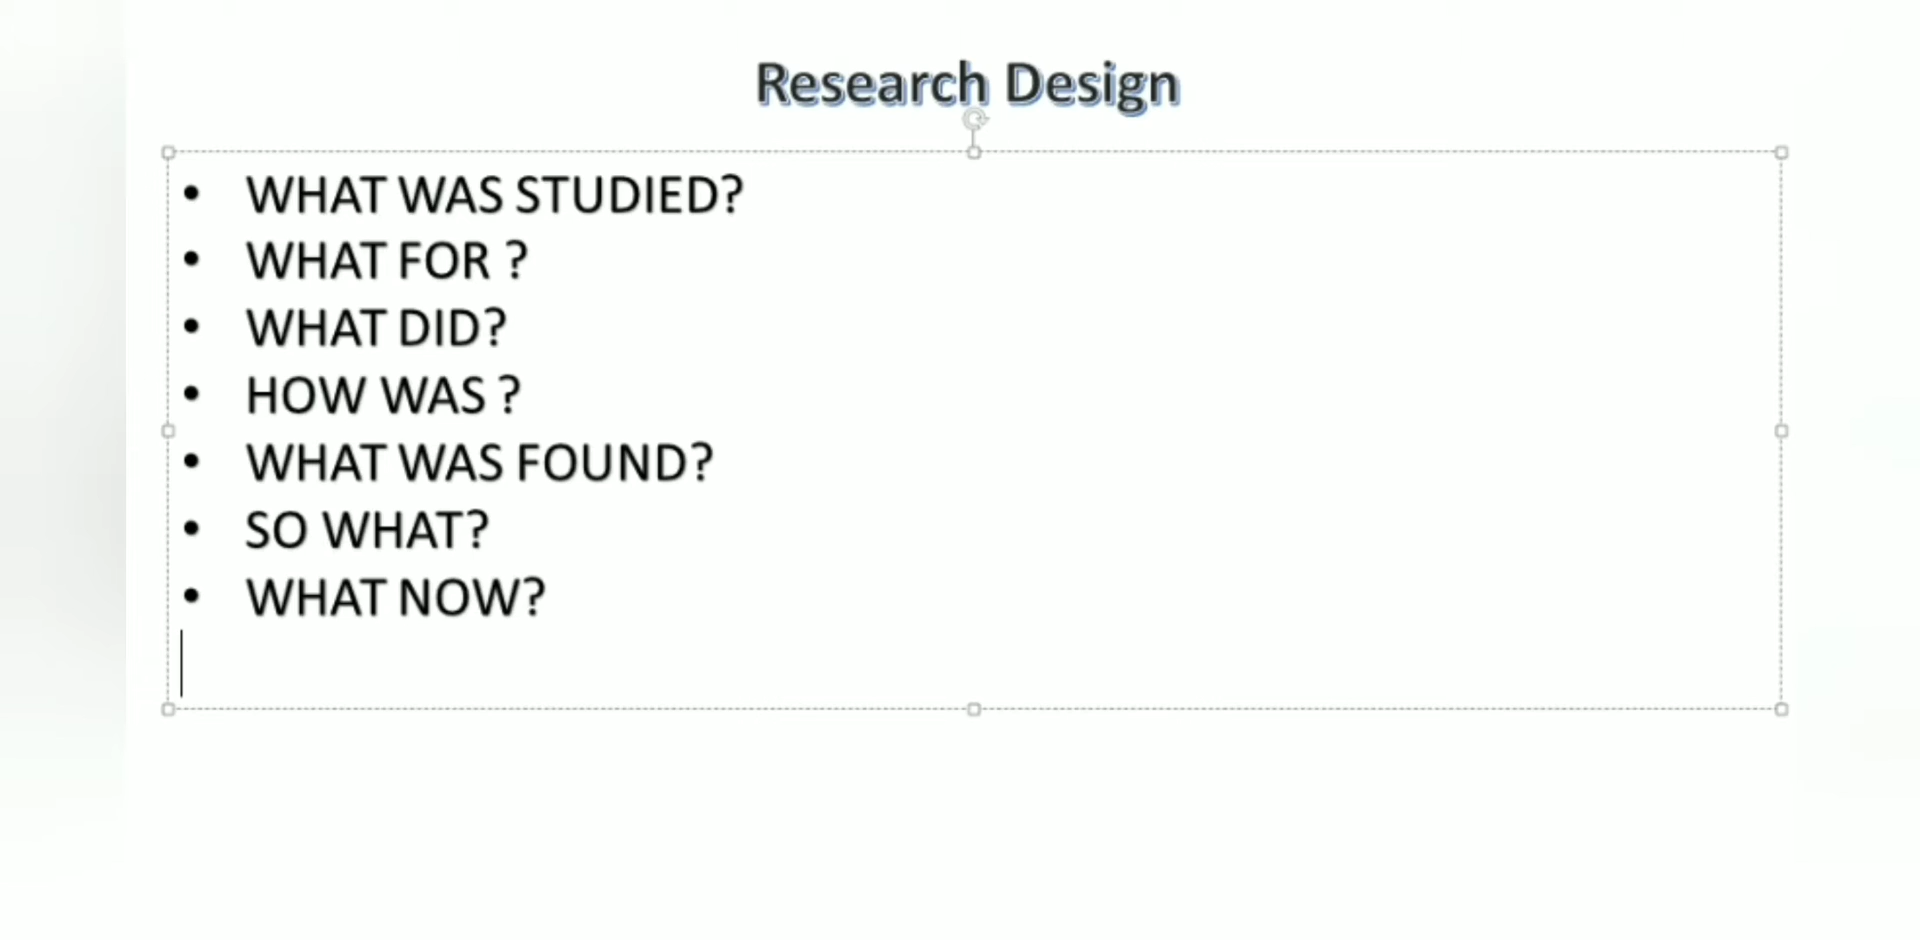 Research Design
• WHAT WAS STUDIED?
• WHAT FOR ?
• WHAT DID?
• HOW WAS ?
• WHAT WAS FOUND?
• SO WHAT?
• WHAT NOW?